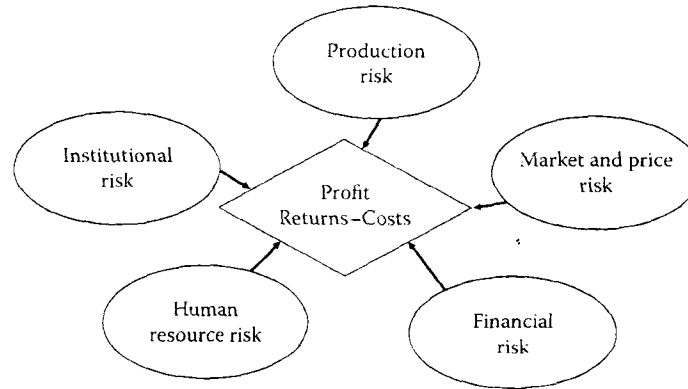 Production
risk
Institutional
risk
Market and price
risk
Profit
Returns–Costs
Human
resource risk
Financial
risk